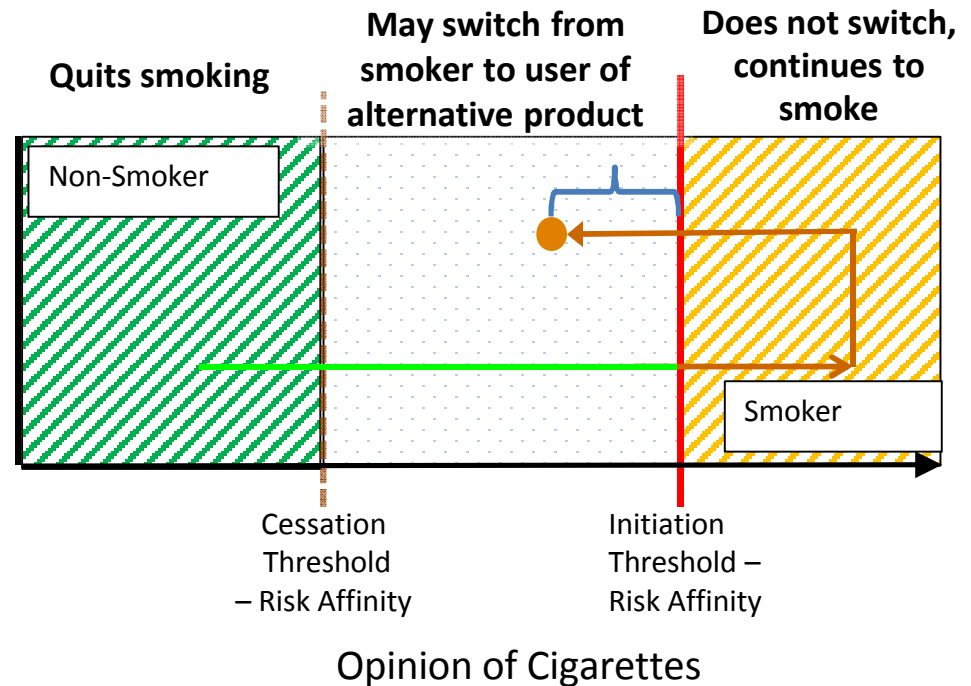 Quits smoking
May switch from
smoker to user of
alternative product
Does not switch,
continues to
smoke
Non-Smoker
Smoker
Cessation
Threshold
– Risk Affinity
Initiation
Threshold –
Risk Affinity
Opinion of Cigarettes